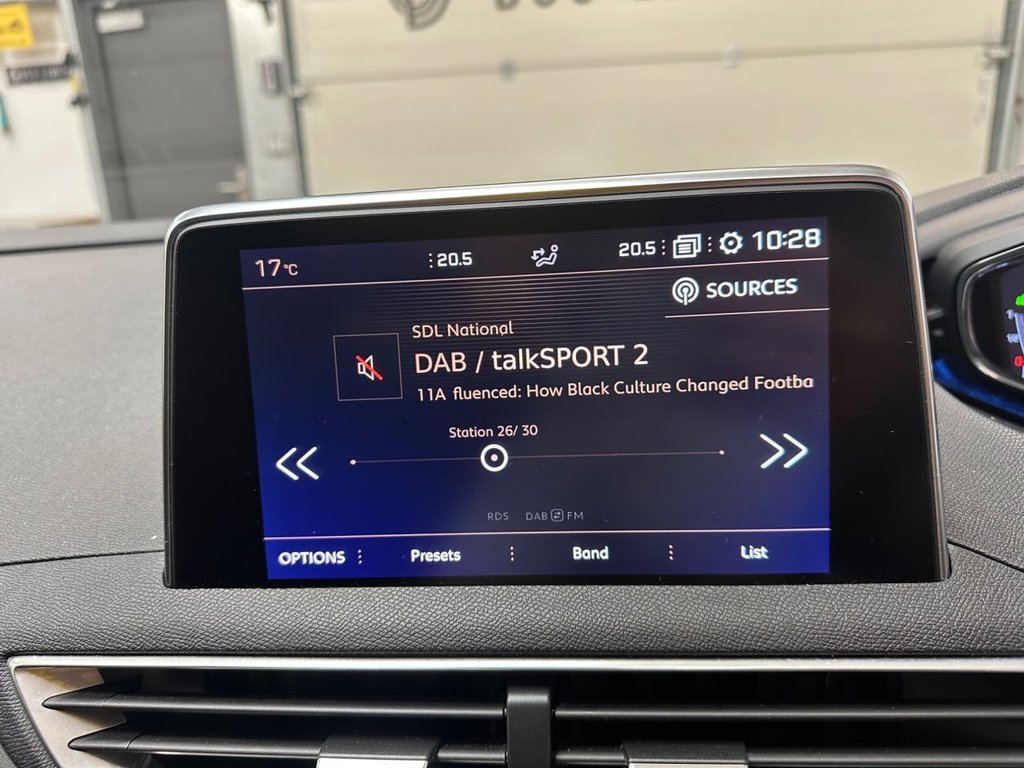 17°C
20.5
20.5
10:28
SOURCES
SDL National
DAB / talkSPORT 2
11A fluenced: How Black Culture Changed Footba
Station 26/ 30
RDS DAB FM
OPTIONS Presets Band List